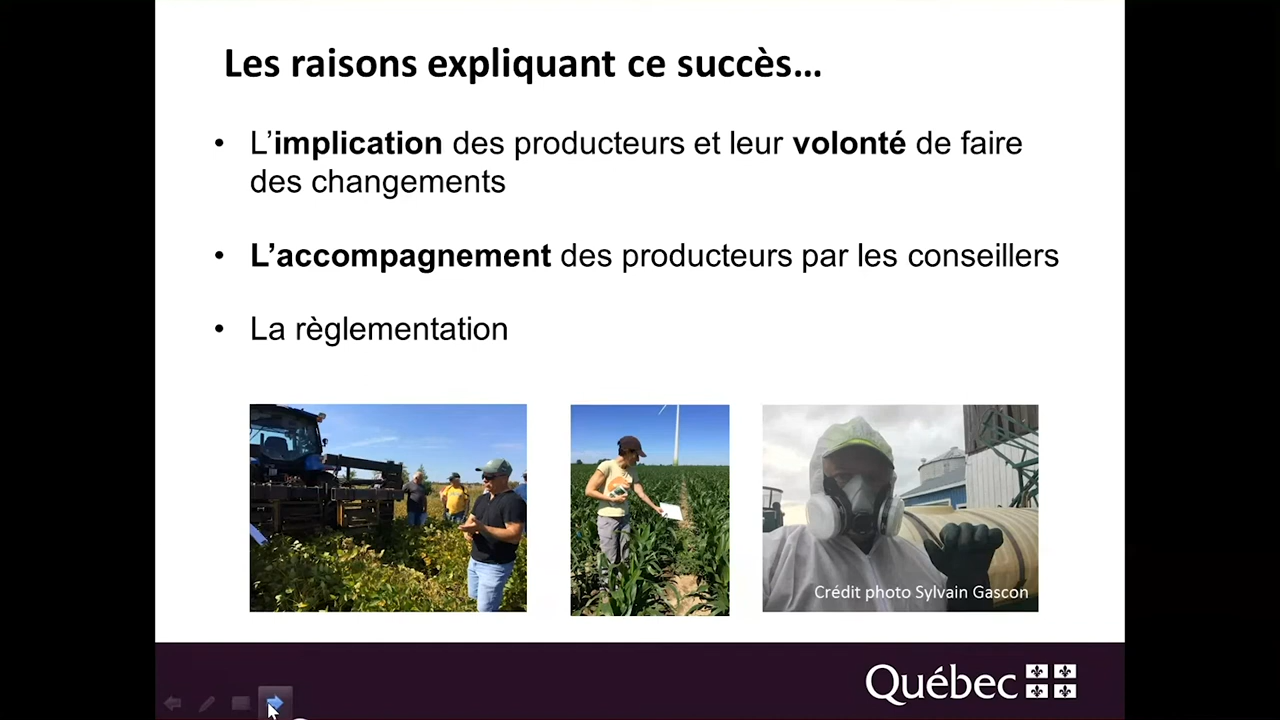 Les raisons expliquant ce succès...
• L’implication des producteurs et leur volonté de faire
des changements
• L’accompagnement des producteurs par les conseillers
• La règlementation
Crédit photo Sylvain Gascon
Québec